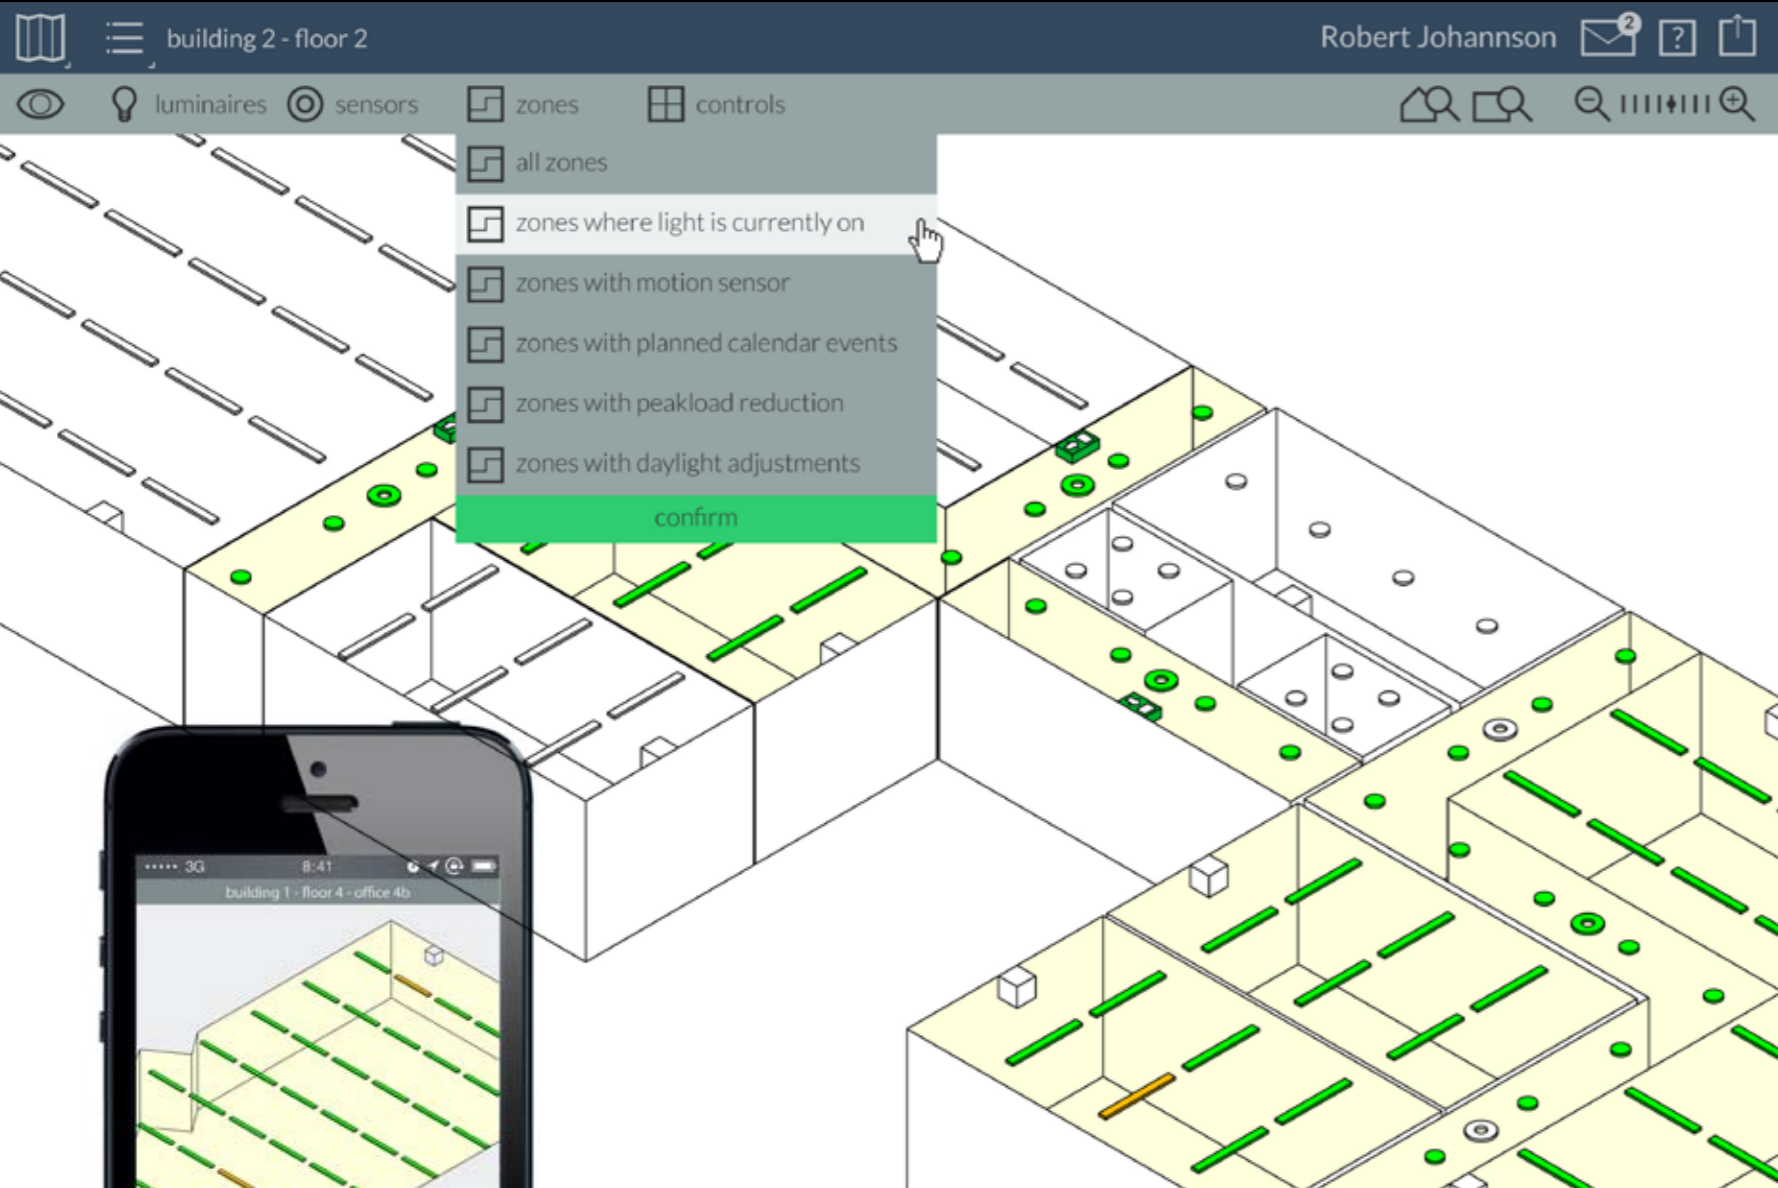 building 2 - floor 2
Robert Johannson
2
?
luminaires
sensors
zones
controls
all zones
zones where light is currently on
zones with motion sensor
zones with planned calendar events
zones with peakload reduction
zones with daylight adjustments
confirm
3G
8:41
building 1 - floor 4 - office 4b